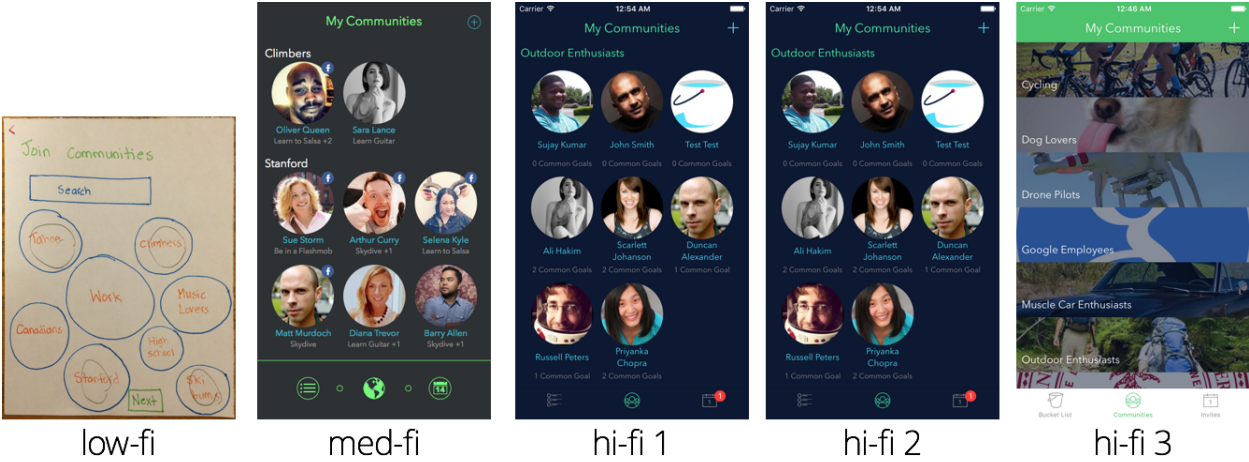 Join Communities
Search
Tahoe
Climbers
Work
Music
Lovers
Canadians
High
school
Stanford
Ski
bums
Next
low-fi
My Communities
Climbers
Oliver Queen Sara Lance
Learn to Salsa +2 Learn Guitar
Stanford
Sue Storm Arthur Curry Selena Kyle
Be in a Flashmob Skydive +1 Learn to Salsa
Matt Murdoch Diana Trevor Barry Allen
Skydive Learn Guitar +1 Skydive +1
14
med-fi
Carrier 12:54 AM
My Communities +
Outdoor Enthusiasts
Sujay Kumar John Smith Test Test
0 Common Goals 0 Common Goals 0 Common Goals
Ali Hakim Scarlett Johanson Duncan Alexander
2 Common Goals 2 Common Goals 1 Common Goal
Russell Peters Priyanka Chopra
1 Common Goal 2 Common Goals
1 1
hi-fi 1
Carrier 12:54 AM
My Communities +
Outdoor Enthusiasts
Sujay Kumar John Smith Test Test
0 Common Goals 0 Common Goals 0 Common Goals
Ali Hakim Scarlett Johanson Duncan Alexander
2 Common Goals 2 Common Goals 1 Common Goal
Russell Peters Priyanka Chopra
1 Common Goal 2 Common Goals
1 1
hi-fi 2
Carrier 12:46 AM
My Communities +
Cycling
Dog Lovers
Drone Pilots
Google Employees
Muscle Car Enthusiasts
Outdoor Enthusiasts
1
Bucket List Communities Invites
hi-fi 3